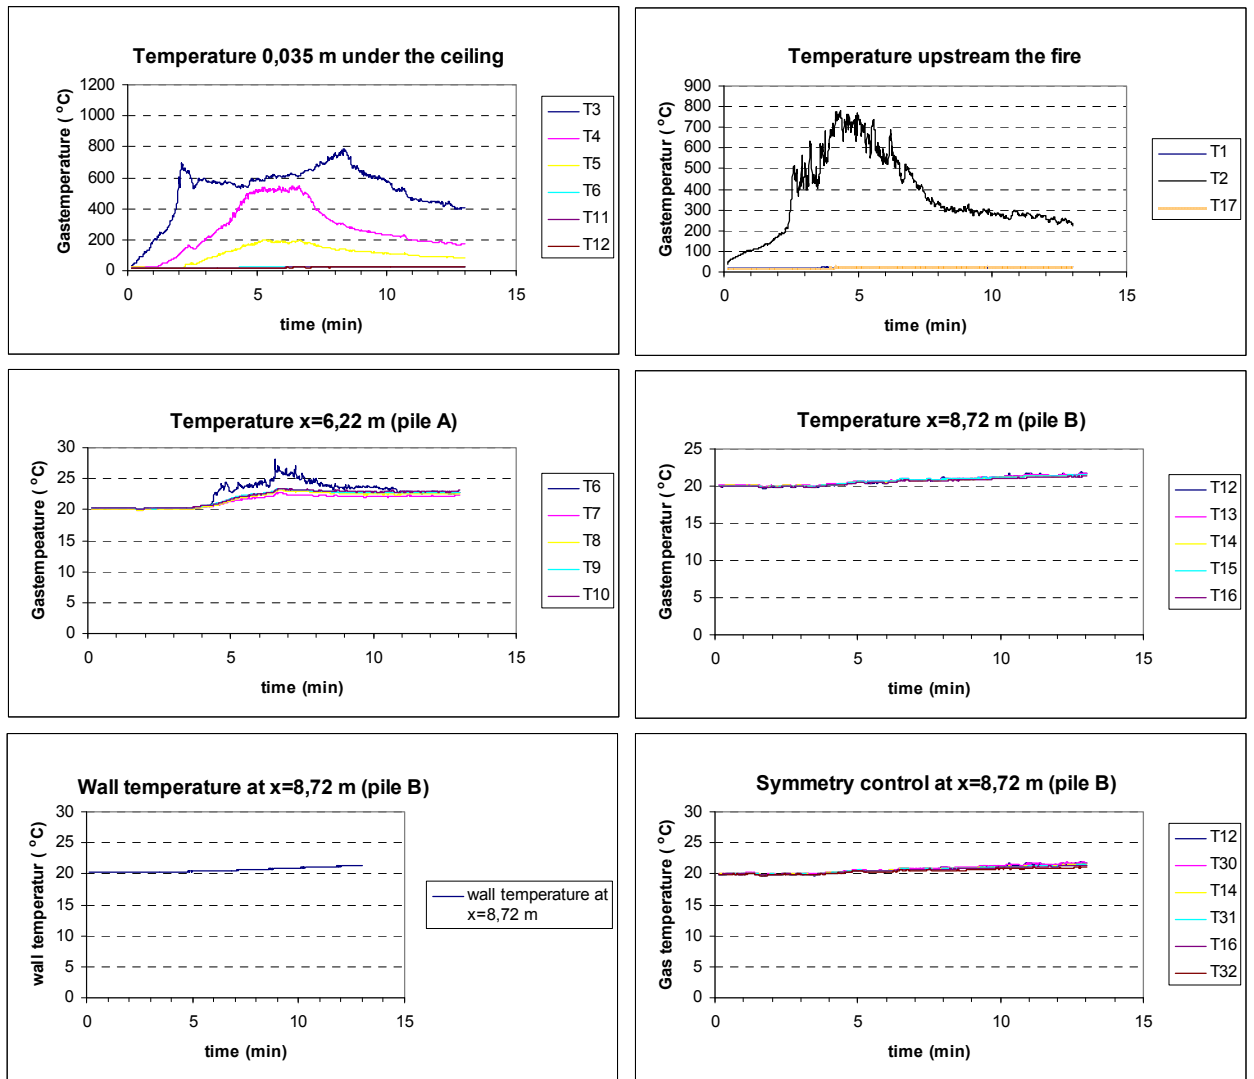 Temperature 0,035 m under the ceiling
Gastemperature ( °C)
1200
1000
800
600
400
200
0
0 5 10 15
time (min)
T3
T4
T5
T6
T11
T12
Temperature upstream the fire
Gastemperatur ( °C)
900
800
700
600
500
400
300
200
100
0
0 5 10 15
time (min)
T1
T2
T17
Temperature x=6,22 m (pile A)
Gastempeature ( °C)
30
25
20
15
10
5
0
0 5 10 15
time (min)
T6
T7
T8
T9
T10
Temperature x=8,72 m (pile B)
Gastemperatur ( °C)
25
20
15
10
5
0
0 5 10 15
time (min)
T12
T13
T14
T15
T16
Wall temperature at x=8,72 m (pile B)
wall temperatur ( °C)
30
25
20
15
10
5
0
0 5 10 15
time (min)
wall temperature at
x=8,72 m
Symmetry control at x=8,72 m (pile B)
Gas temperatur ( °C)
30
25
20
15
10
5
0
0 5 10 15
time (min)
T12
T30
T14
T31
T16
T32